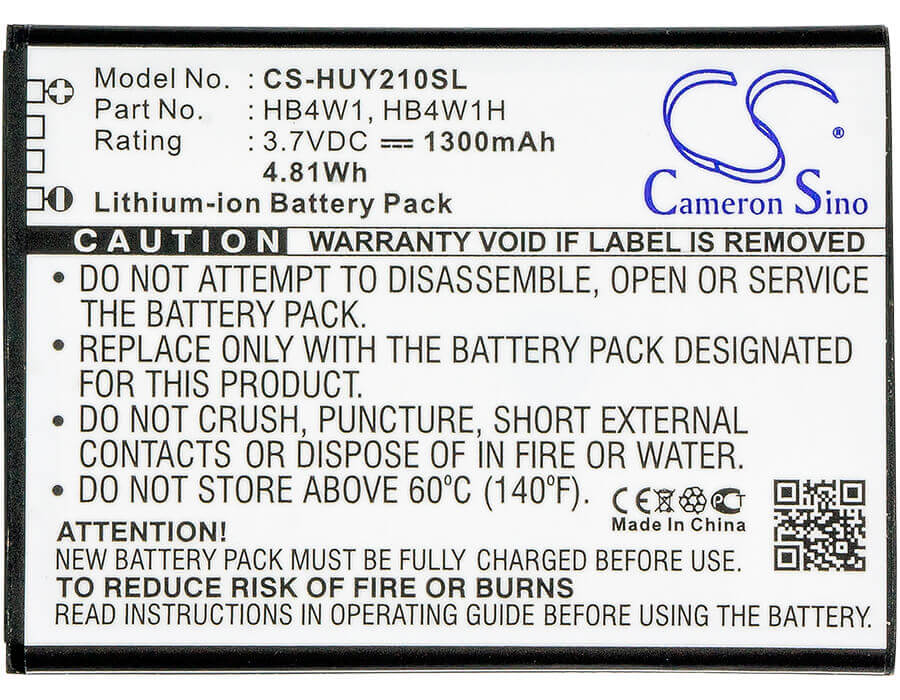 Model No. : CS-HUY210SL
Part No. : HB4W1, HB4W1H
Rating : 3.7VDC 1300mAh
4.81Wh
Lithium-ion Battery Pack
CS ®
Cameron Sino
CAUTION WARRANTY VOID IF LABEL IS REMOVED
• DO NOT ATTEMPT TO DISASSEMBLE, OPEN OR SERVICE
THE BATTERY PACK.
• REPLACE ONLY WITH THE BATTERY PACK DESIGNATED
FOR THIS PRODUCT.
• DO NOT CRUSH, PUNCTURE, SHORT EXTERNAL
CONTACTS OR DISPOSE OF IN FIRE OR WATER.
• DO NOT STORE ABOVE 60°C (140°F).
CE PCT
Made In China
ATTENTION!
NEW BATTERY PACK MUST BE FULLY CHARGED BEFORE USE.
TO REDUCE RISK OF FIRE OR BURNS
READ INSTRUCTIONS IN OPERATING GUIDE BEFORE USING THE BATTERY.